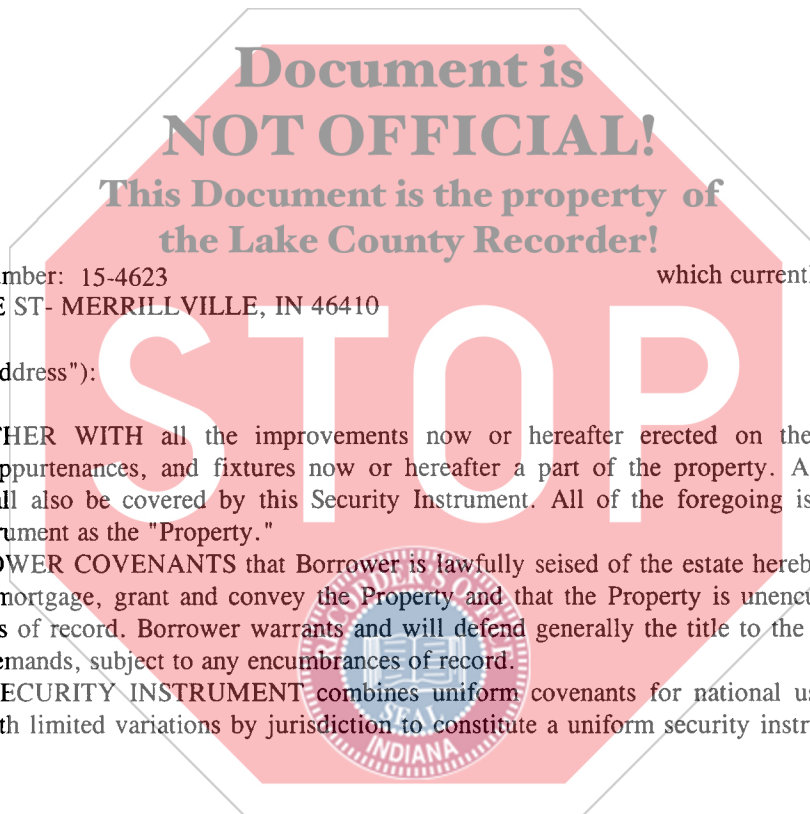 Document is
NOT OFFICIAL!
This Document is the property of
the Lake County Recorder!
mber: 15-4623 which current
E ST- MERRILLVILLE, IN 46410
ddress"):
STOP
HER WITH all the improvements now or hereafter erected on the
ppurtenances, and fixtures now or hereafter a part of the property. A
ll also be covered by this Security Instrument. All of the foregoing is
rument as the "Property."
OWER COVENANTS that Borrower is lawfully seised of the estate hereb
mortgage, grant and convey the Property and that the Property is unenc
s of record. Borrower warrants and will defend generally the title to the
emands, subject to any encumbrances of record.
ECURITY INSTRUMENT combines uniform covenants for national u
th limited variations by jurisdiction to constitute a uniform security instr
RECORDER'S OFFICE
SEAL
INDIANA